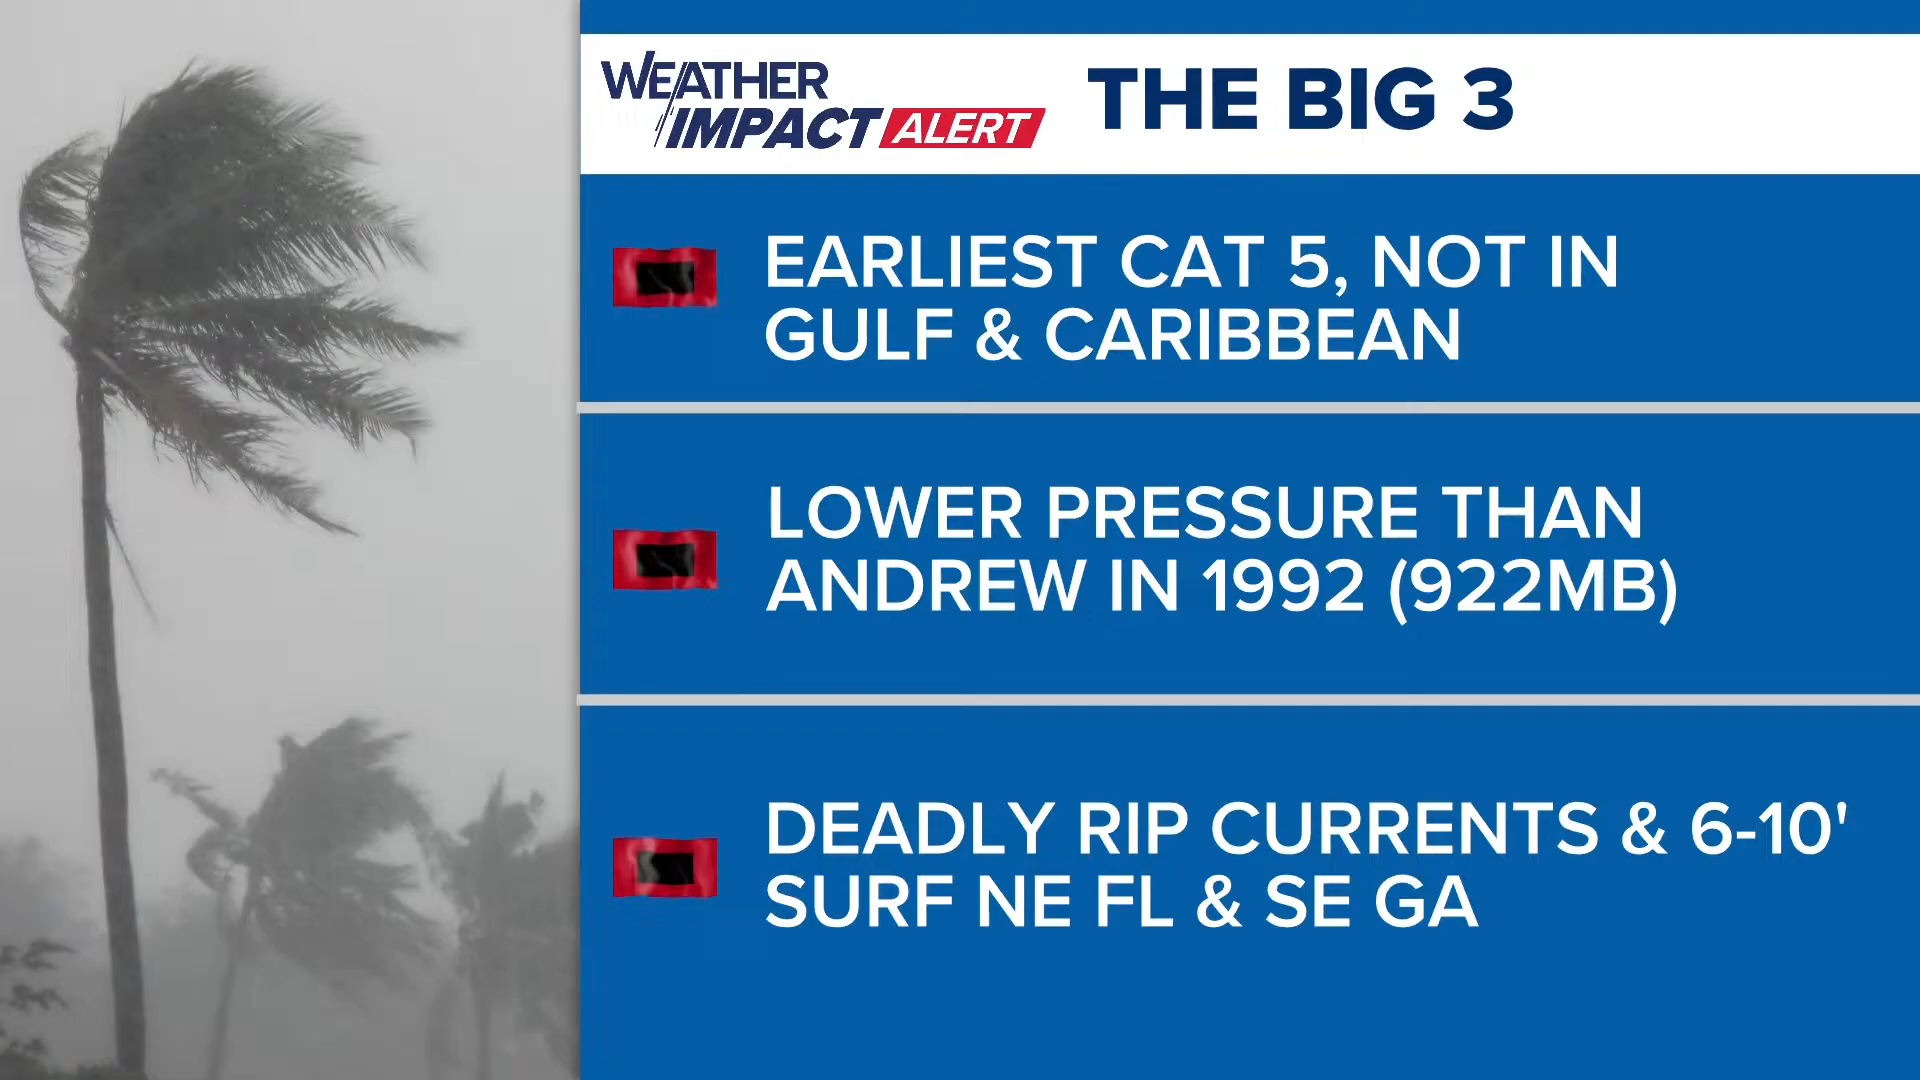 WEATHER
IMPACT ALERT
THE BIG 3
EARLIEST CAT 5, NOT IN
GULF & CARIBBEAN
LOWER PRESSURE THAN
ANDREW IN 1992 (922MB)
DEADLY RIP CURRENTS & 6-10'
SURF NE FL & SE GA